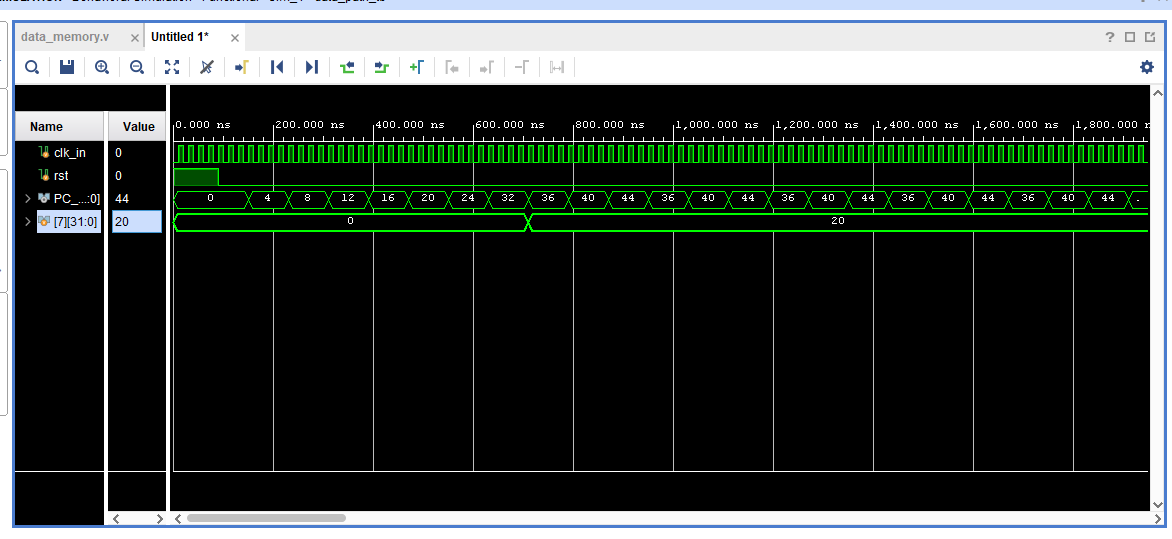 data_memory.v × Untitled 1* ×
Name Value
0.000 ns 200.000 ns 400.000 ns 600.000 ns 800.000 ns 1,000.000 ns 1,200.000 ns 1,400.000 ns 1,600.000 ns 1,800.000
clk_in 0
rst 0
PC_...:0] 44 0 4 8 12 16 20 24 32 36 40 44 36 40 44 36 40 44 36 40 44 36 40 44
[7][31:0] 20 0 20